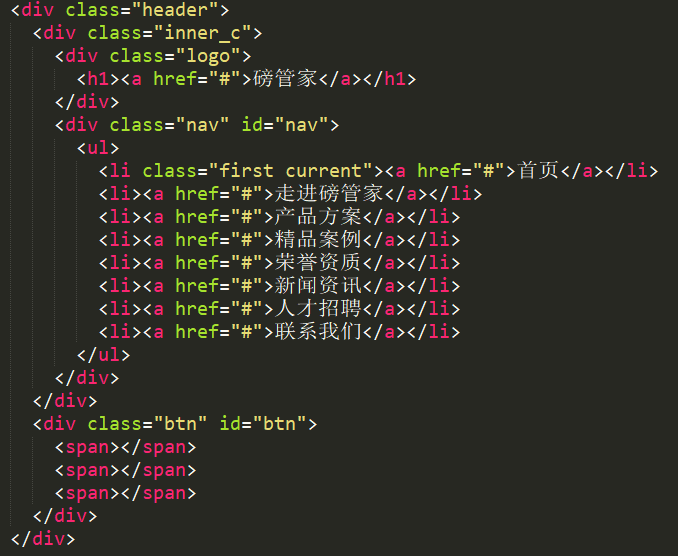 <div class="header">
<div class="inner_c">
<div class="logo">
<h1><a href="#">磅管家</a></h1>
</div>
<div class="nav" id="nav">
<ul>
<li class="first current"><a href="#">首页</a></li>
<li><a href="#">走进磅管家</a></li>
<li><a href="#">产品方案</a></li>
<li><a href="#">精品案例</a></li>
<li><a href="#">荣誉资质</a></li>
<li><a href="#">新闻资讯</a></li>
<li><a href="#">人才招聘</a></li>
<li><a href="#">联系我们</a></li>
</ul>
</div>
</div>
<div class="btn" id="btn">
<span></span>
<span></span>
<span></span>
</div>
</div>